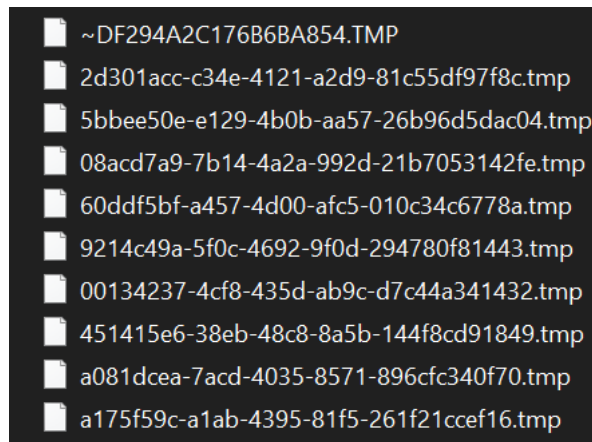 ~DF294A2C176B6BA854.TMP
2d301acc-c34e-4121-a2d9-81c55df97f8c.tmp
5bbee50e-e129-4b0b-aa57-26b96d5dac04.tmp
08acd7a9-7b14-4a2a-992d-21b7053142fe.tmp
60ddf5bf-a457-4d00-afc5-010c34c6778a.tmp
9214c49a-5f0c-4692-9f0d-294780f81443.tmp
00134237-4cf8-435d-ab9c-d7c44a341432.tmp
451415e6-38eb-48c8-8a5b-144f8cd91849.tmp
a081dcea-7acd-4035-8571-896cfc340f70.tmp
a175f59c-a1ab-4395-81f5-261f21ccef16.tmp